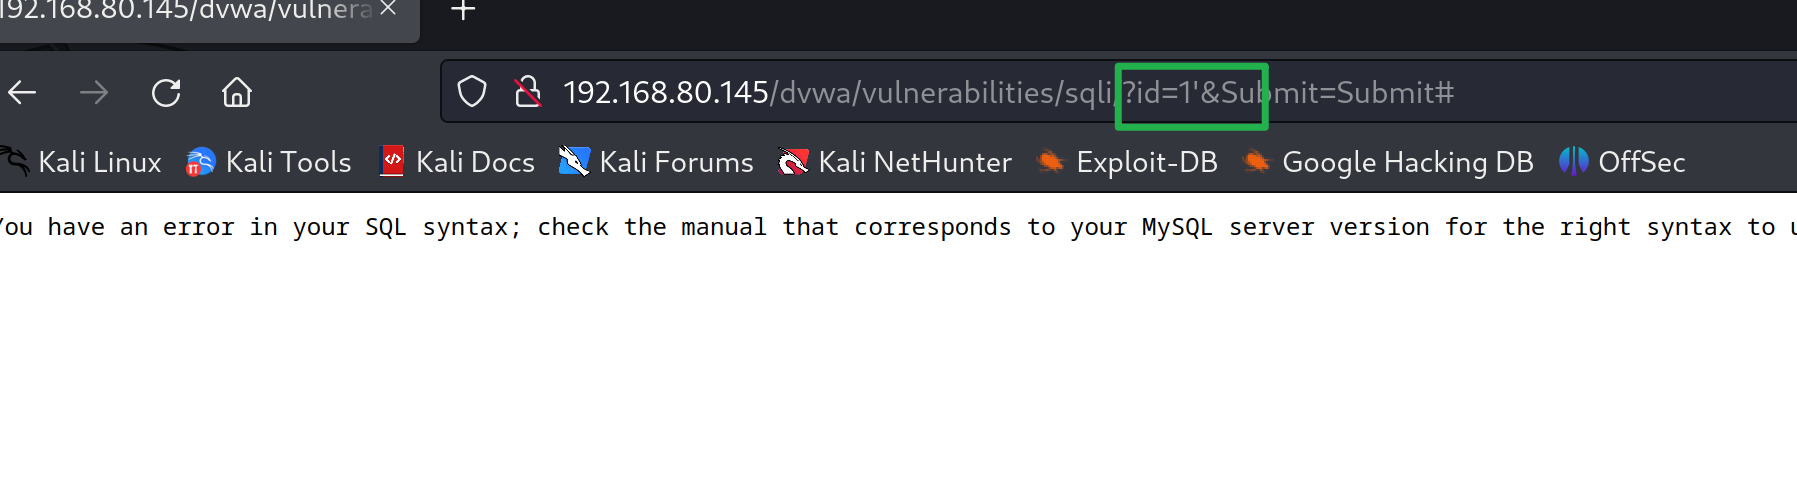 192.168.80.145/dvwa/vulnera
192.168.80.145/dvwa/vulnerabilities/sqli/?id=1'&Submit=Submit#
Kali Linux Kali Tools Kali Docs Kali Forums Kali NetHunter Exploit-DB Google Hacking DB OffSec
You have an error in your SQL syntax; check the manual that corresponds to your MySQL server version for the right syntax to